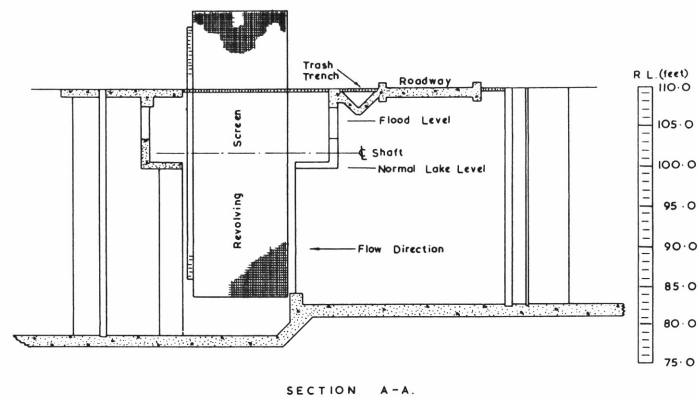 Trash
Trench
Roadway
R L.(feet)
110·0
Flood Level
105·0
Screen
℄ Shaft
Normal Lake Level
100·0
95·0
Revolving
Flow Direction
90·0
85·0
80·0
75·0
SECTION A-A.